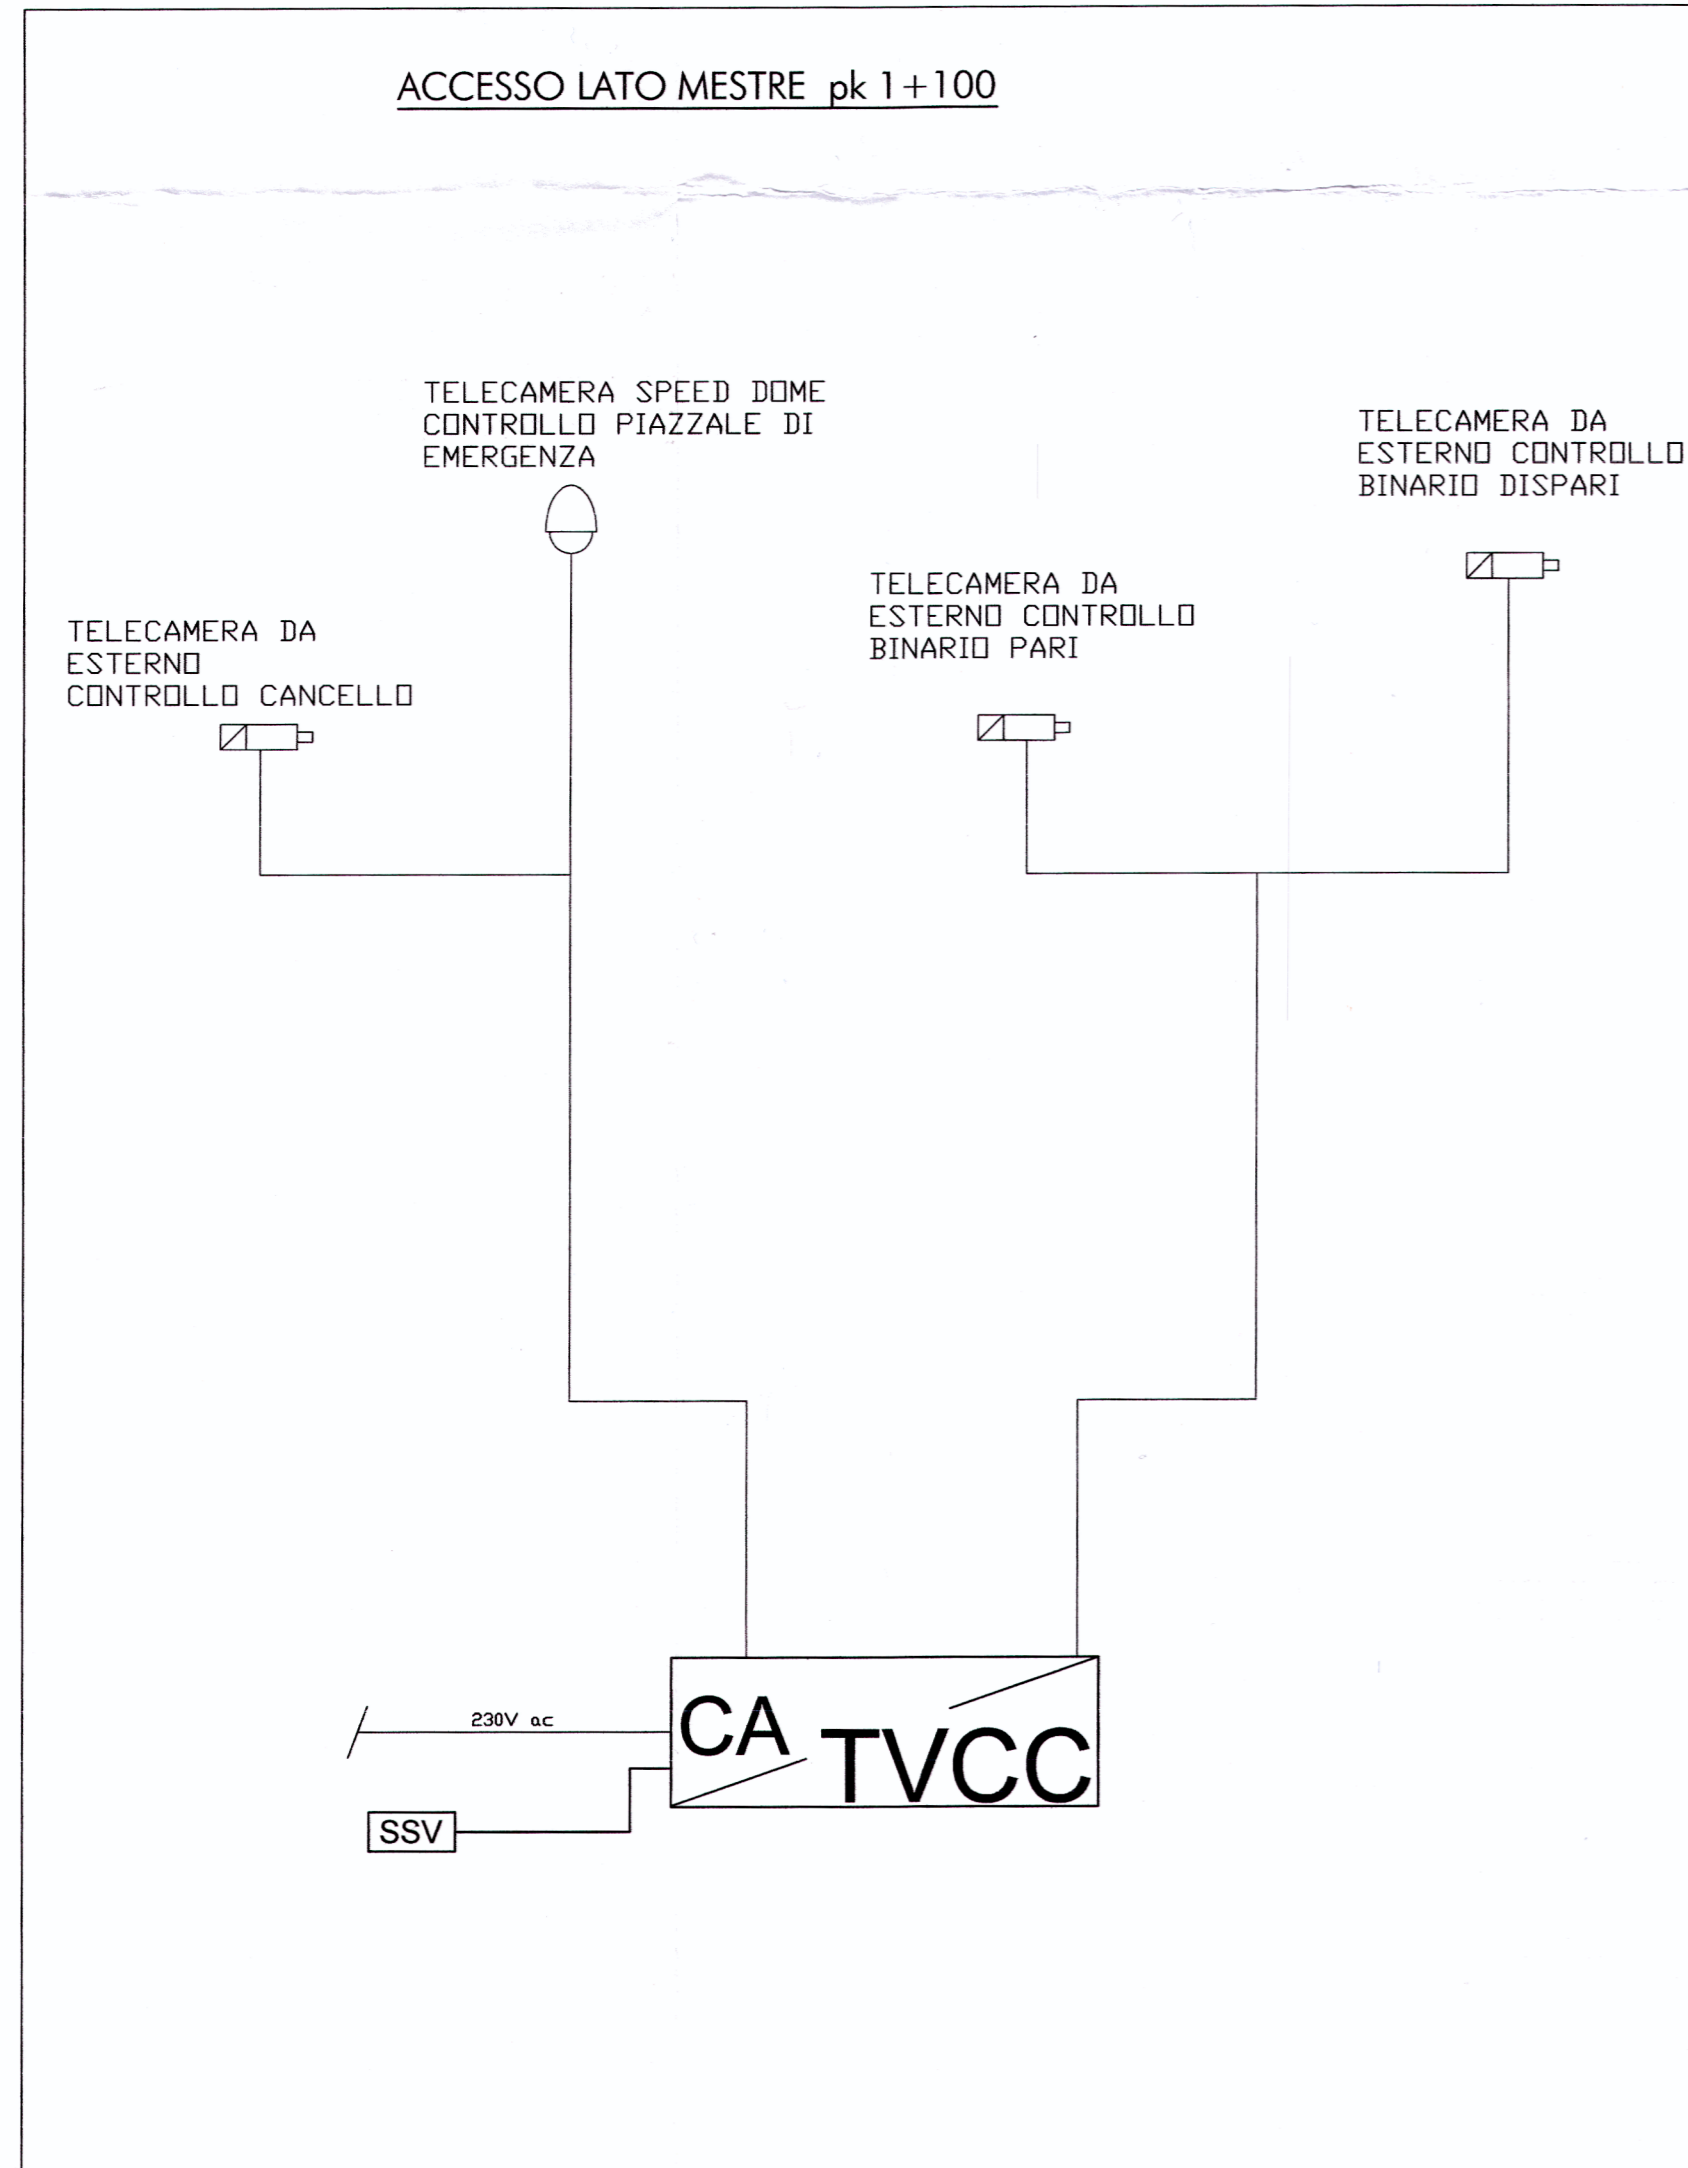 ACCESSO LATO MESTRE pk 1+100
TELECAMERA SPEED DOME
CONTROLLO PIAZZALE DI
EMERGENZA
TELECAMERA DA
ESTERNO CONTROLLO
BINARIO DISPARI
TELECAMERA DA
ESTERNO CONTROLLO
BINARIO PARI
TELECAMERA DA
ESTERNO
CONTROLLO CANCELLO
230V ac
CA
TVCC
SSV